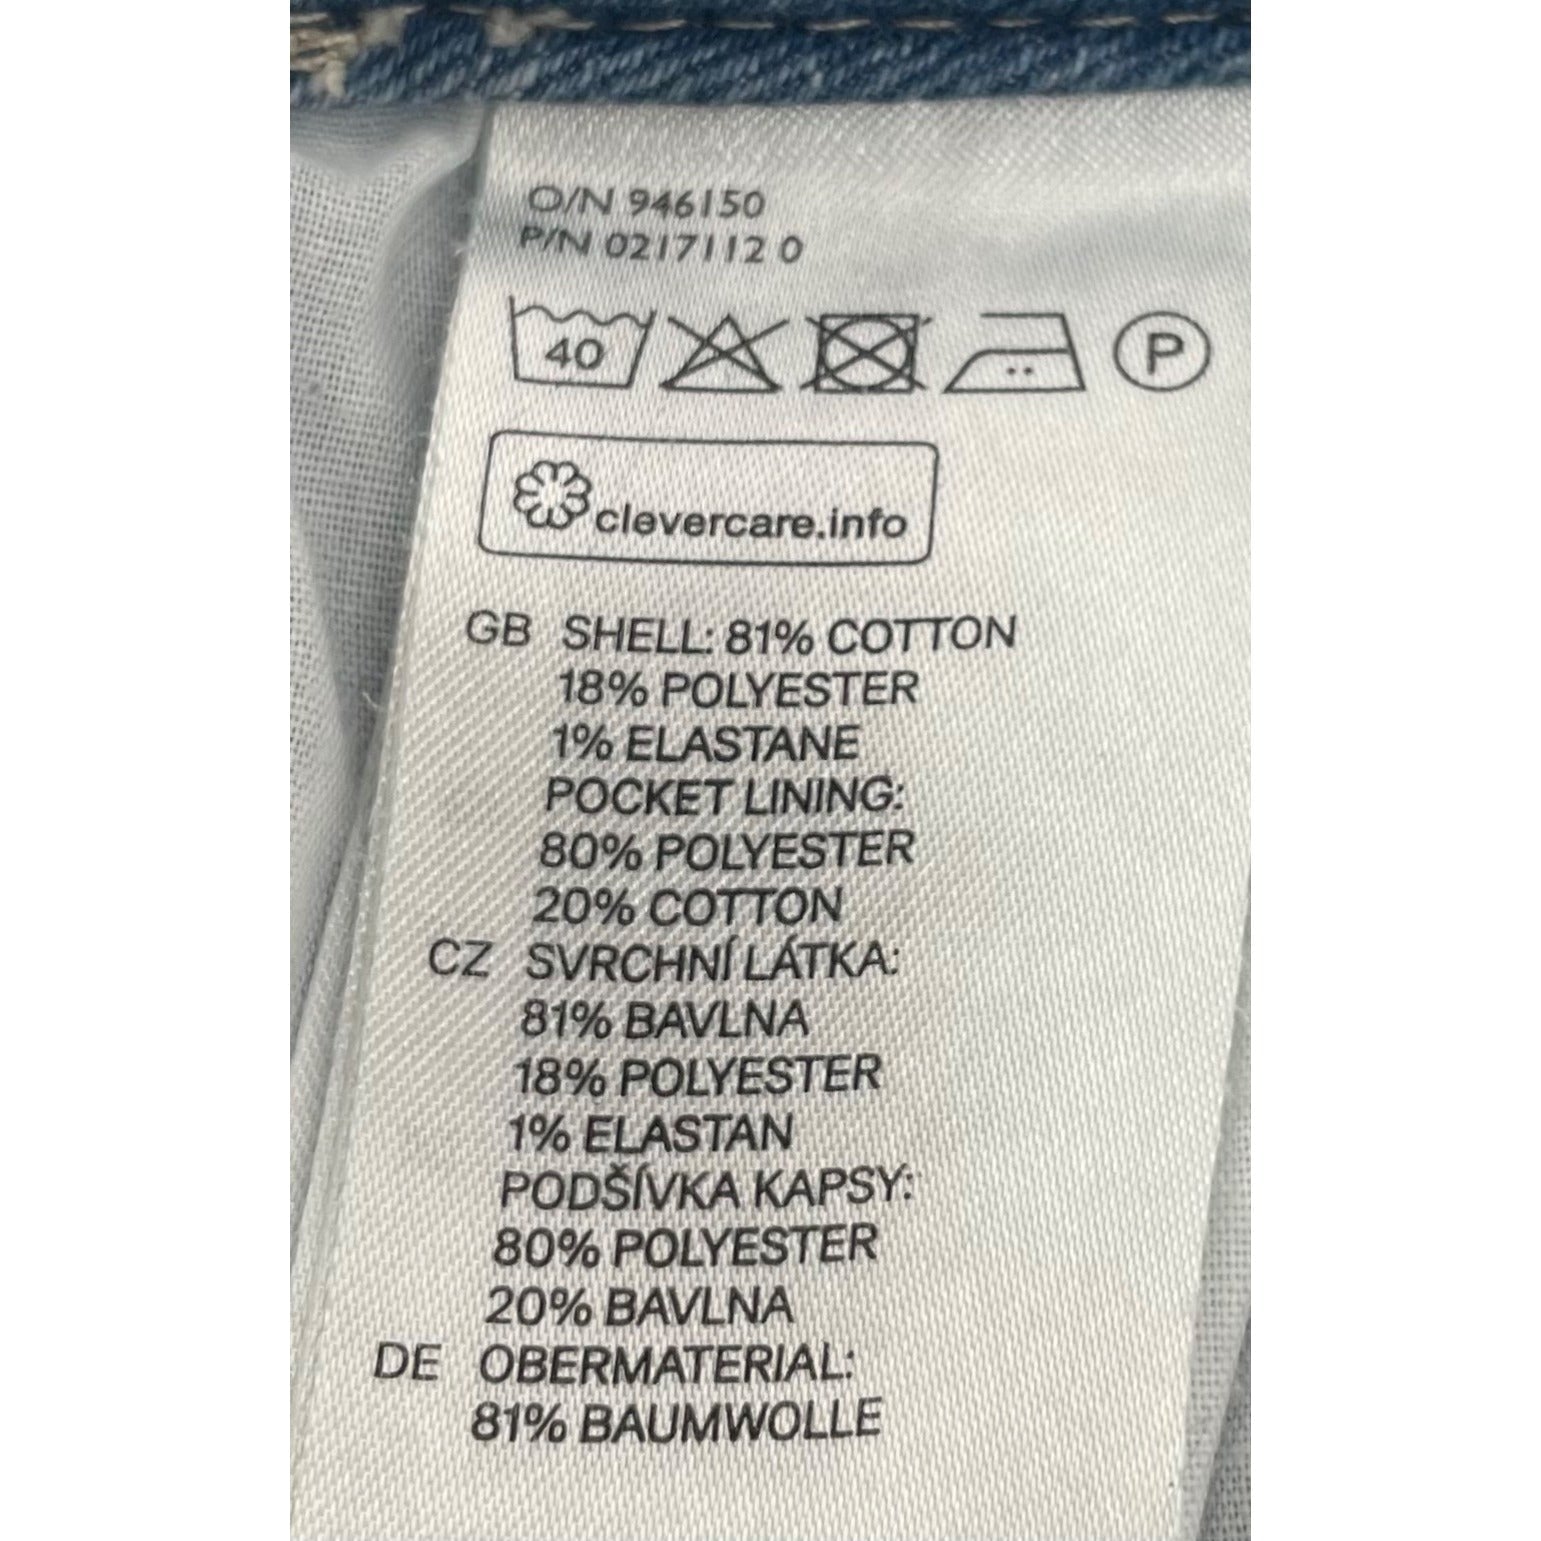 O/N 946150
P/N 02171112 0
40 P
clevercare.info
GB SHELL: 81% COTTON
18% POLYESTER
1% ELASTANE
POCKET LINING:
80% POLYESTER
20% COTTON
CZ SVRCHNÍ LÁTKA:
81% BAVLNA
18% POLYESTER
1% ELASTAN
PODŠÍVKA KAPSY:
80% POLYESTER
20% BAVLNA
DE OBERMATERIAL:
81% BAUMWOLLE